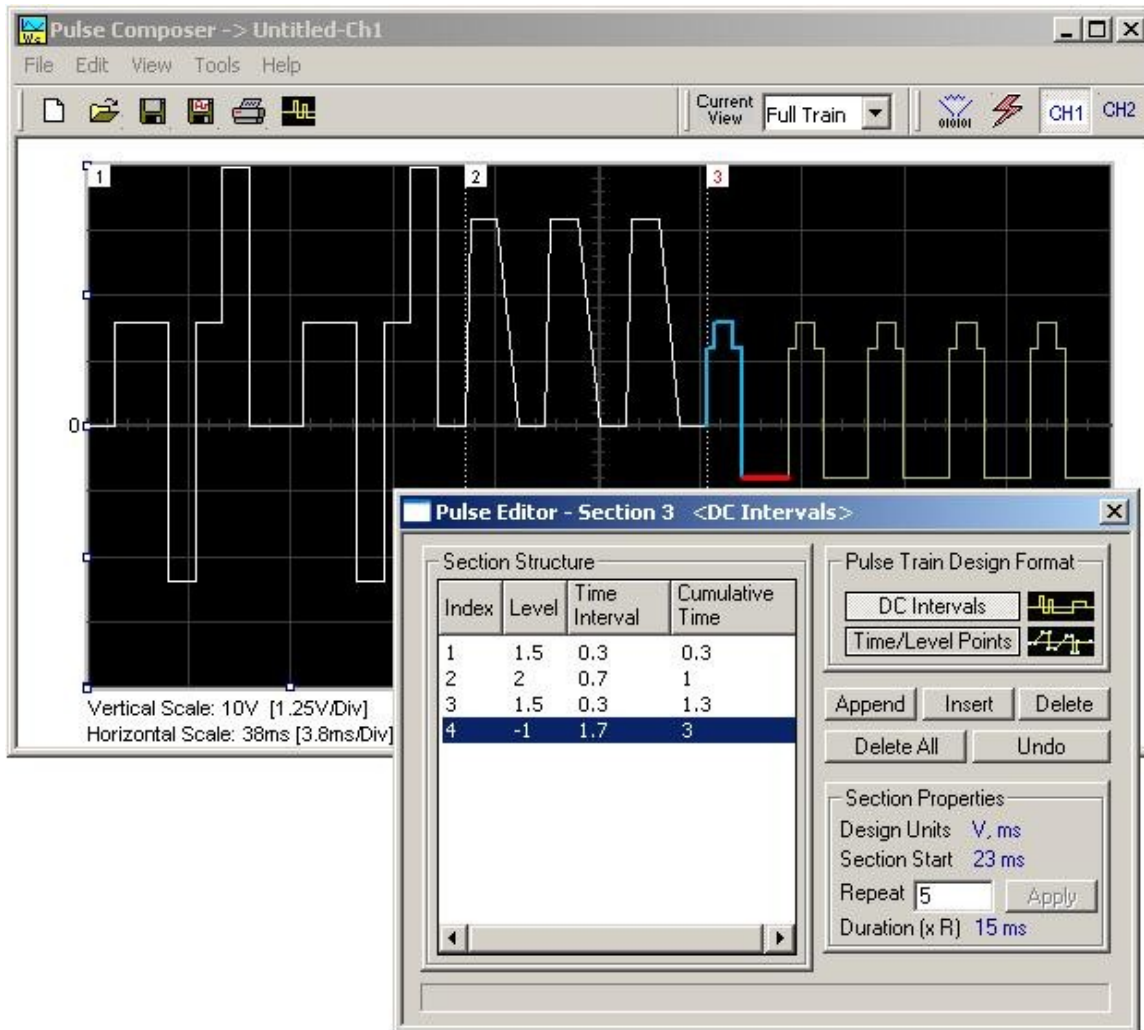 Pulse Composer -> Untitled-Ch1
File Edit View Tools Help
Current View Full Train
010101 CH1 CH2
1 2 3
0
Vertical Scale: 10V [1.25V/Div]
Horizontal Scale: 38ms [3.8ms/Div]
Pulse Editor - Section 3 <DC Intervals>
Section Structure
Index Level Time Interval Cumulative Time
1 1.5 0.3 0.3
2 2 0.7 1
3 1.5 0.3 1.3
4 -1 1.7 3
Pulse Train Design Format
DC Intervals
Time/Level Points
Append Insert Delete
Delete All Undo
Section Properties
Design Units V, ms
Section Start 23 ms
Repeat 5 Apply
Duration (x R) 15 ms